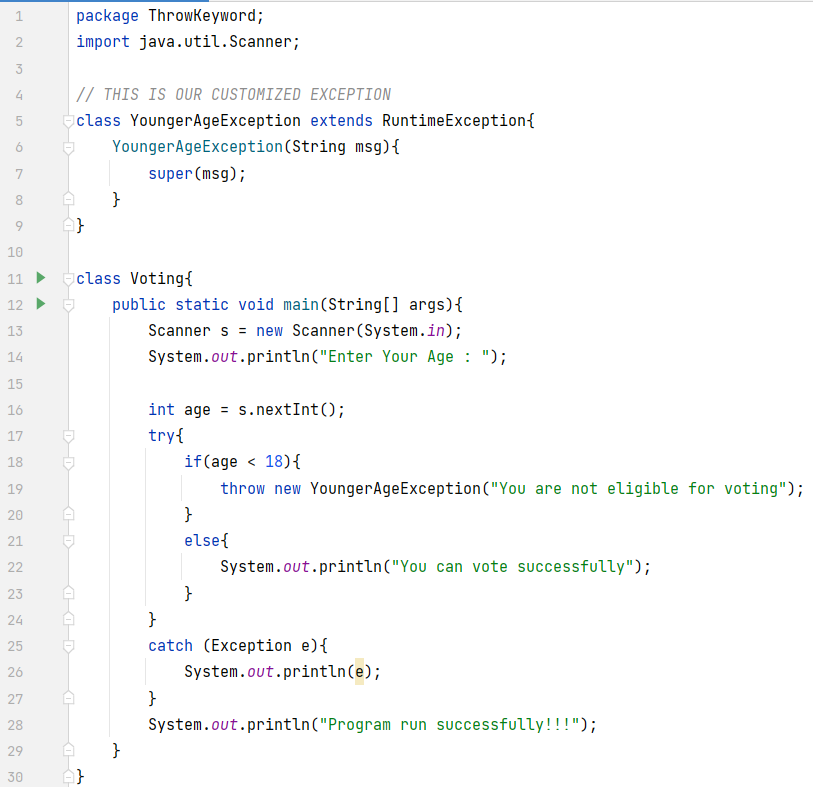 1 package ThrowKeyword;
2 import java.util.Scanner;
3
4 // THIS IS OUR CUSTOMIZED EXCEPTION
5 class YoungerAgeException extends RuntimeException{
6     YoungerAgeException(String msg){
7         super(msg);
8     }
9 }
10
11 class Voting{
12     public static void main(String[] args){
13         Scanner s = new Scanner(System.in);
14         System.out.println("Enter Your Age : ");
15
16         int age = s.nextInt();
17         try{
18             if(age < 18){
19                 throw new YoungerAgeException("You are not eligible for voting");
20             }
21             else{
22                 System.out.println("You can vote successfully");
23             }
24         }
25         catch (Exception e){
26             System.out.println(e);
27         }
28         System.out.println("Program run successfully!!!");
29     }
30 }